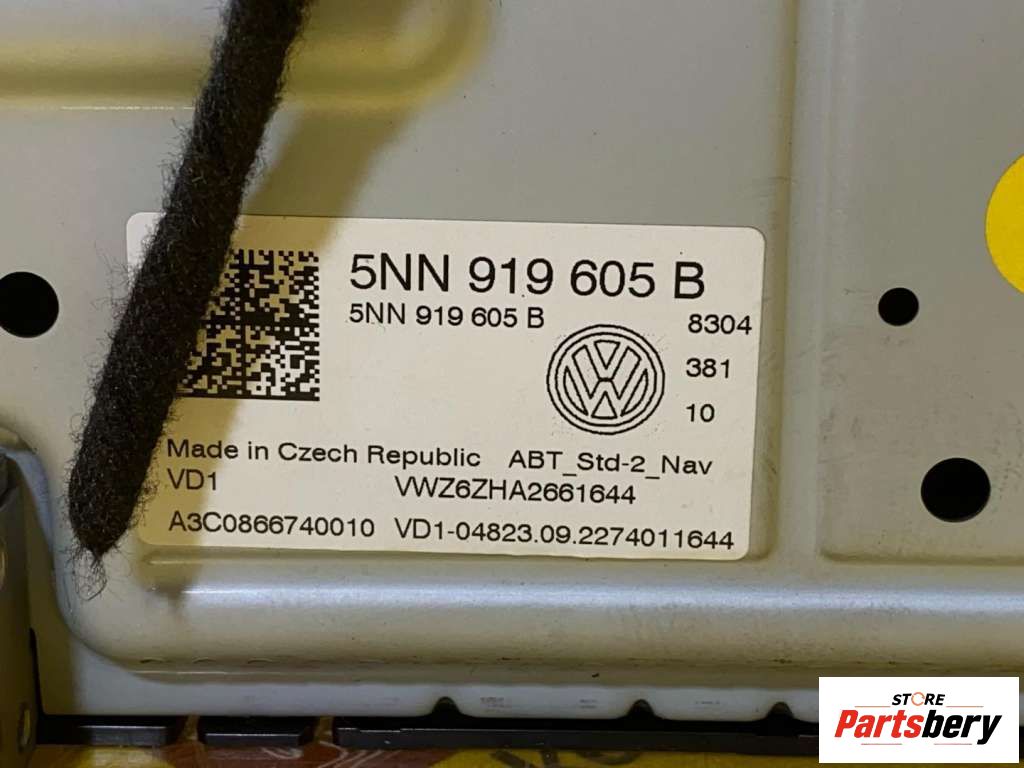 5NN 919 605 B
5NN 919 605 B
8304
381
10
Made in Czech Republic ABT_Std-2_Nav
VD1 VWZ6ZHA2661644
A3C0866740010 VD1-04823.09.2274011644
STORE
Partsbery